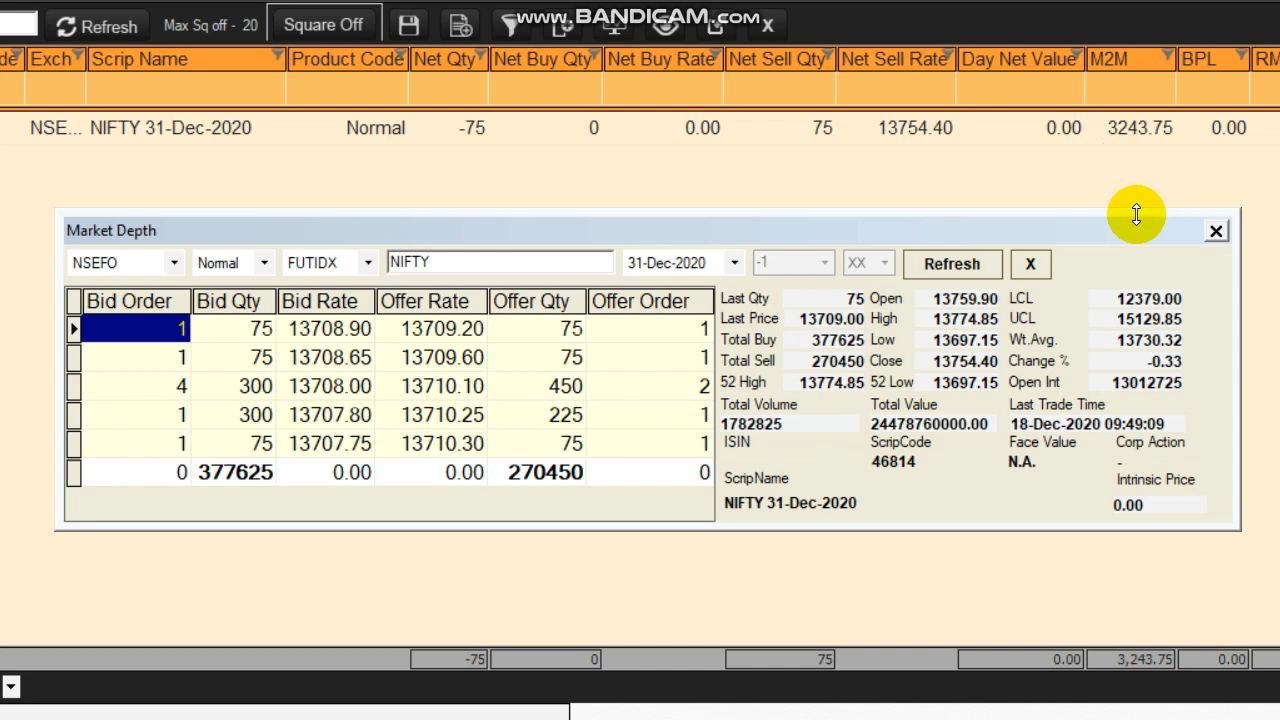 Refresh Max Sq off - 20 Square Off X
www.BANDICAM.com
de Exch Scrip Name Product Code Net Qty Net Buy Qty Net Buy Rate Net Sell Qty Net Sell Rate Day Net Value M2M BPL RM
NSE... NIFTY 31-Dec-2020 Normal -75 0 0.00 75 13754.40 0.00 3243.75 0.00
Market Depth
NSEFO Normal FUTIDX NIFTY 31-Dec-2020 -1 XX Refresh X
Bid Order Bid Qty Bid Rate Offer Rate Offer Qty Offer Order
1 75 13708.90 13709.20 75 1
1 75 13708.65 13709.60 75 1
4 300 13708.00 13710.10 450 2
1 300 13707.80 13710.25 225 1
1 75 13707.75 13710.30 75 1
0 377625 0.00 0.00 270450 0
Last Qty 75 Open 13759.90 LCL 12379.00
Last Price 13709.00 High 13774.85 UCL 15129.85
Total Buy 377625 Low 13697.15 Wt.Avg. 13730.32
Total Sell 270450 Close 13754.40 Change % -0.33
52 High 13774.85 52 Low 13697.15 Open Int 13012725
Total Volume Total Value Last Trade Time
1782825 24478760000.00 18-Dec-2020 09:49:09
ISIN ScripCode Face Value Corp Action
46814 N.A. -
ScripName Intrinsic Price
NIFTY 31-Dec-2020 0.00
-75 0 75 0.00 3,243.75 0.00